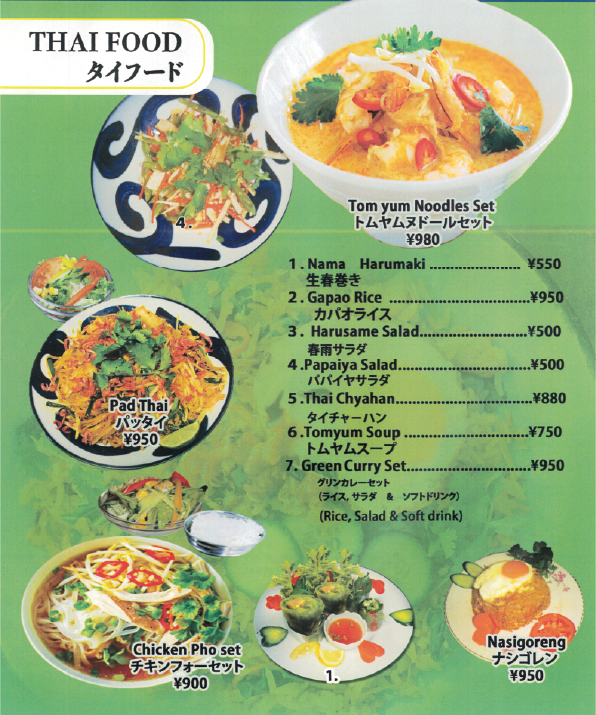 THAI FOOD
タイフード
Tom yum Noodles Set
トムヤムヌドールセット
¥980
4.
1 . Nama Harumaki ...................... ¥550
生春巻き
2 . Gapao Rice ..................................¥950
カパオライス
3 . Harusame Salad..........................¥500
春雨サラダ
4 .Papaiya Salad................................¥500
パパイヤサラダ
5 .Thai Chyahan.................................¥880
タイチャーハン
6 .Tomyum Soup ..............................¥750
トムヤムスープ
7. Green Curry Set..............................¥950
グリンカレーセット
(ライス, サラダ & ソフトドリンク)
(Rice, Salad & Soft drink)
Pad Thai
パッタイ
¥950
Chicken Pho set
チキンフォーセット
¥900
1.
Nasigoreng
ナシゴレン
¥950